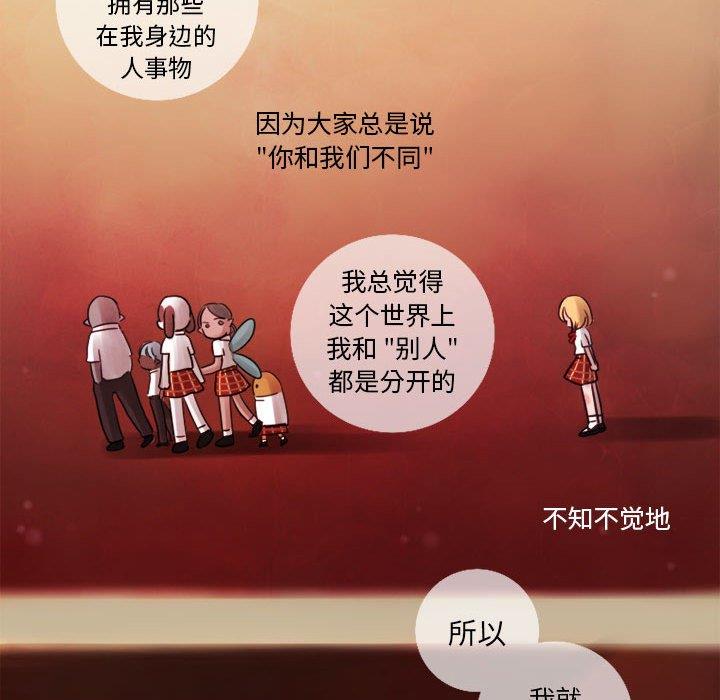 拥有那些
在我身边的
人事物
因为大家总是说
"你和我们不同"
我总觉得
这个世界上
我和 "别人"
都是分开的
不知不觉地
所以
我就